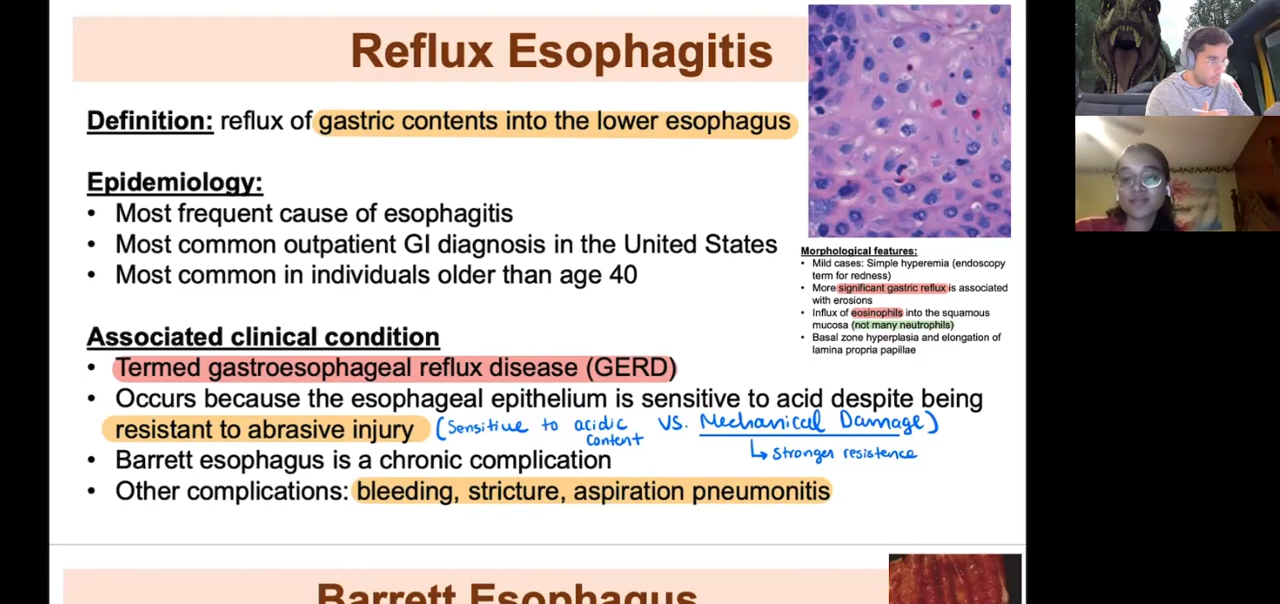 Reflux Esophagitis
Definition: reflux of gastric contents into the lower esophagus
Epidemiology:
• Most frequent cause of esophagitis
• Most common outpatient GI diagnosis in the United States
• Most common in individuals older than age 40
Morphological features:
• Mild cases: Simple hyperemia (endoscopy
term for redness)
• More significant gastric reflux is associated
with erosions
• Influx of eosinophils into the squamous
mucosa (not many neutrophils)
• Basal zone hyperplasia and elongation of
lamina propria papillae
Associated clinical condition
• Termed gastroesophageal reflux disease (GERD)
• Occurs because the esophageal epithelium is sensitive to acid despite being
resistant to abrasive injury (Sensitive to acidic content vs. Mechanical Damage)
↳ stronger resistence
• Barrett esophagus is a chronic complication
• Other complications: bleeding, stricture, aspiration pneumonitis
Barrett Esophagus